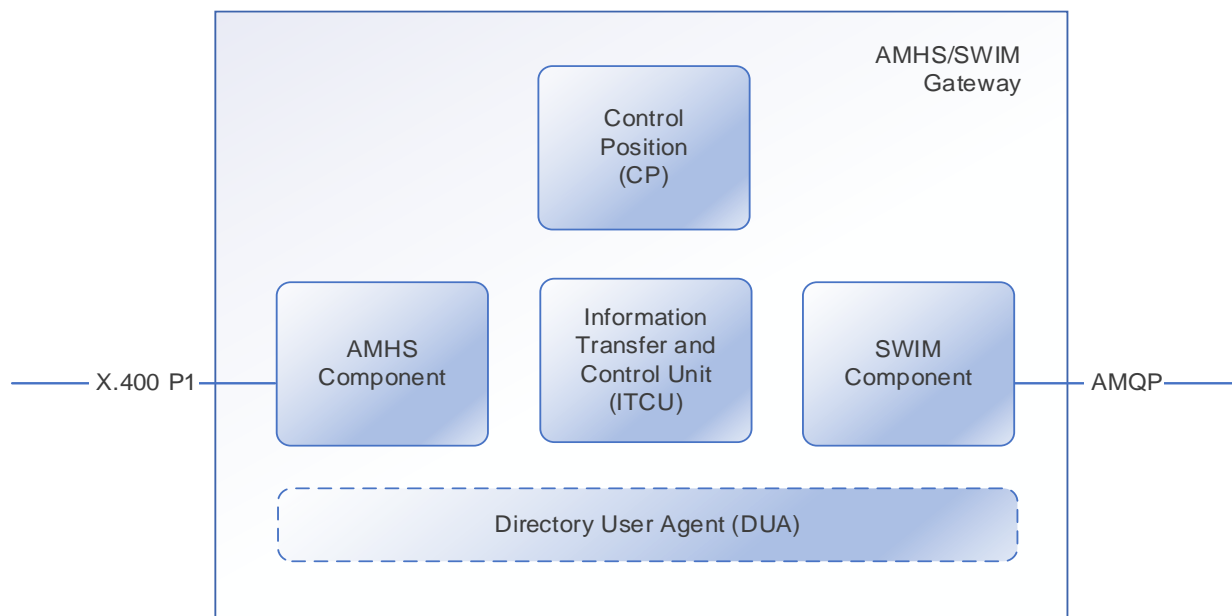 AMHS/SWIM
Gateway
Control
Position
(CP)
AMHS
Component
Information
Transfer and
Control Unit
(ITCU)
SWIM
Component
X.400 P1
AMQP
Directory User Agent (DUA)